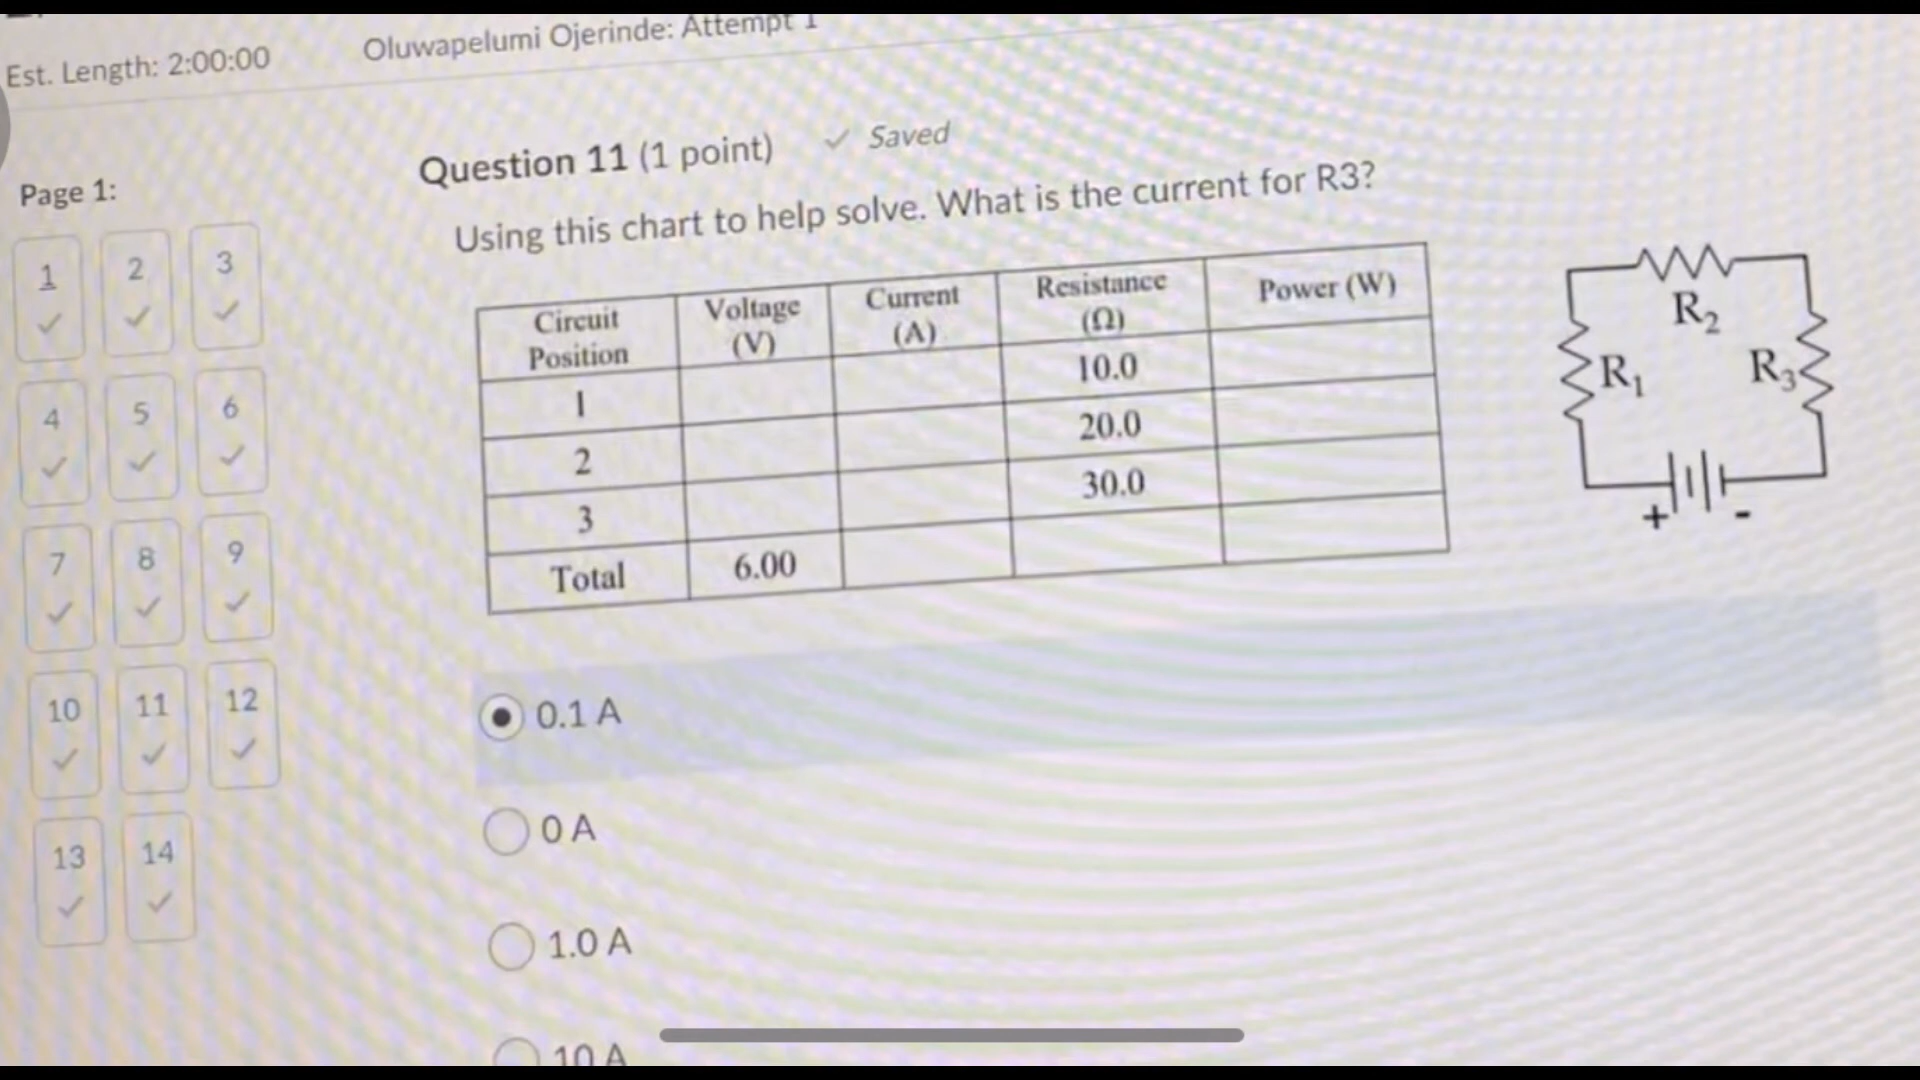 Est. Length: 2:00:00
Oluwapelumi Ojerinde: Attempt 1
Page 1:
1 2 3
4 5 6
7 8 9
10 11 12
13 14
Question 11 (1 point)
Saved
Using this chart to help solve. What is the current for R3?
Circuit Position Voltage (V) Current (A) Resistance (Ω) Power (W)
1 10.0
2 20.0
3 30.0
Total 6.00
R2
R1 R3
+ -
0.1 A
0 A
1.0 A
10 A